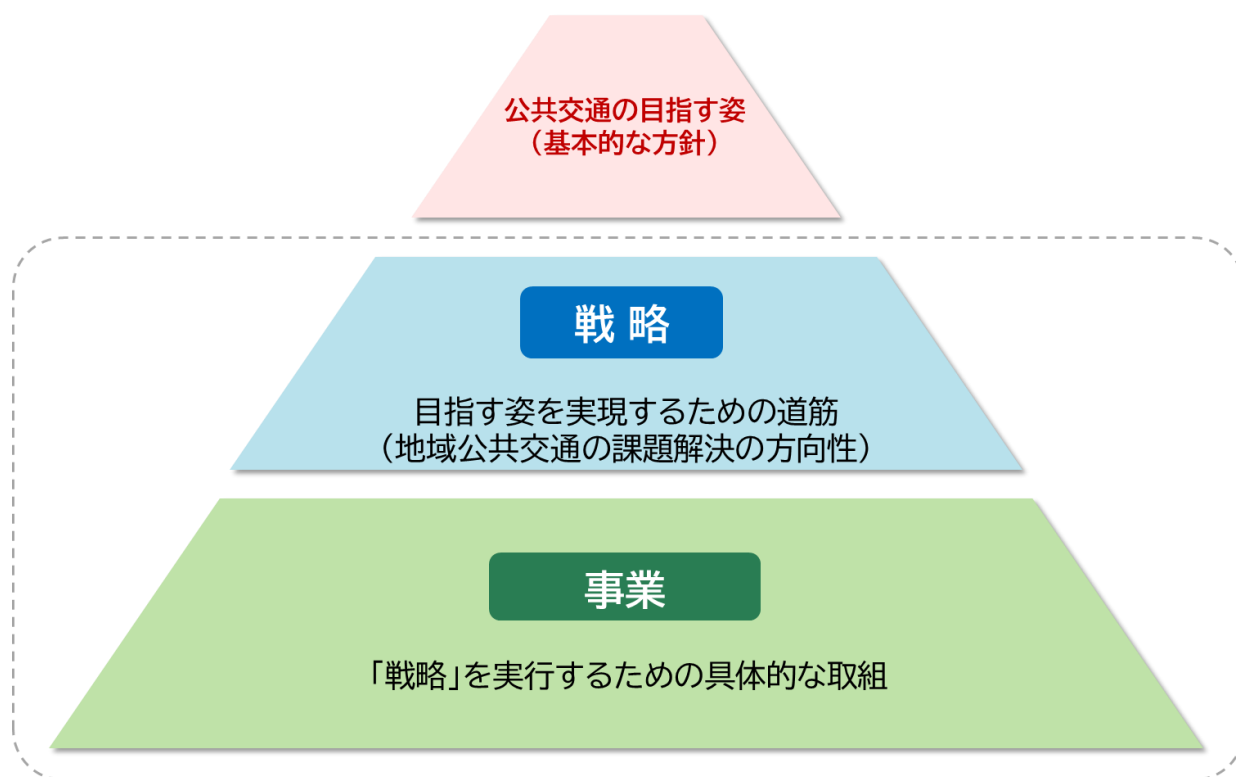 公共交通の目指す姿
（基本的な方針）
戦 略
目指す姿を実現するための道筋
（地域公共交通の課題解決の方向性）
事業
「戦略」を実行するための具体的な取組